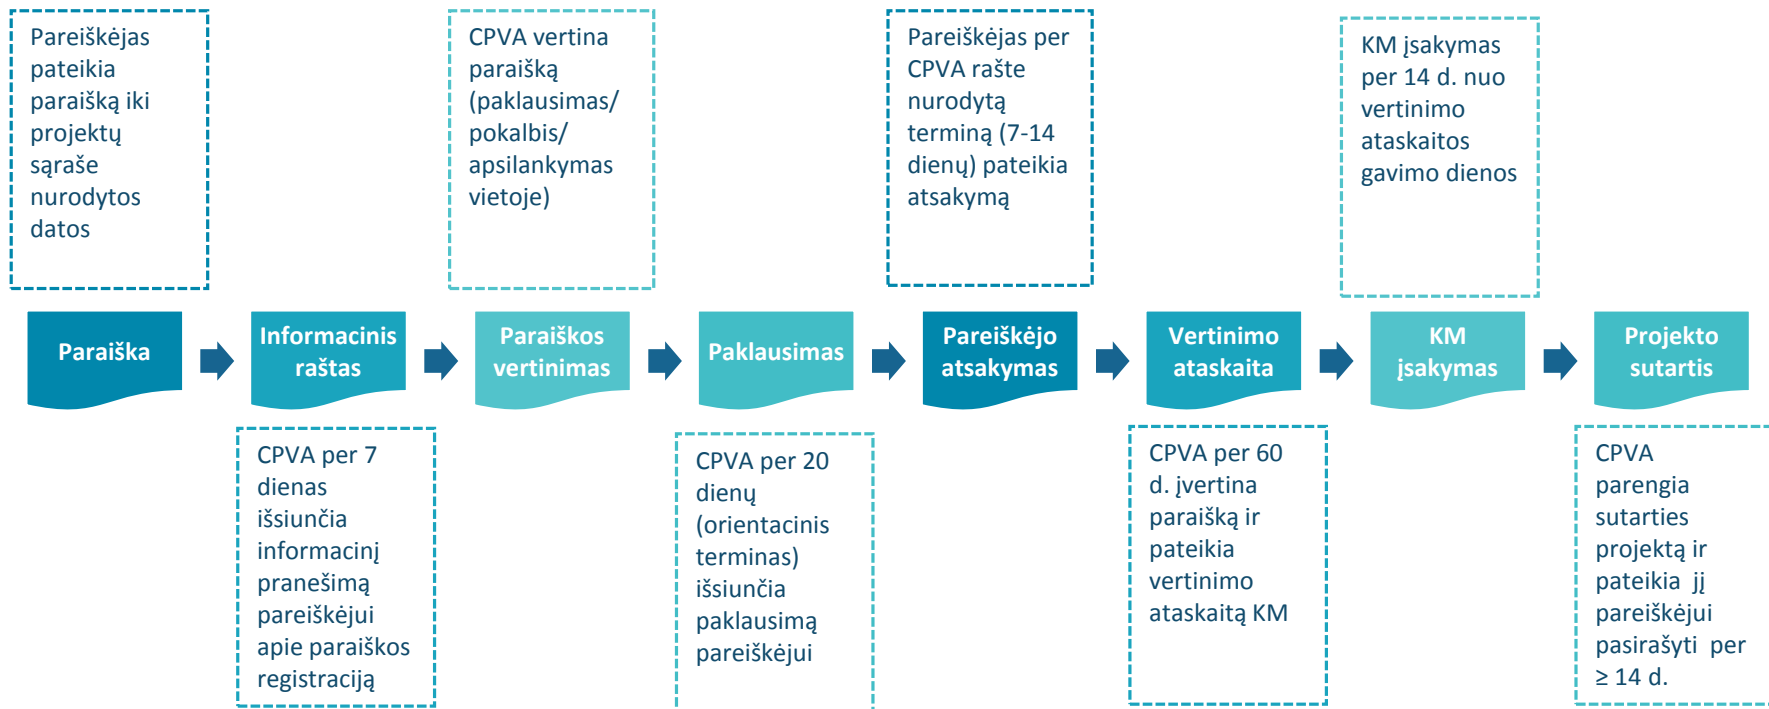 Pareiškėjas
pateikia
paraišką iki
projektų
sąraše
nurodytos
datos
CPVA vertina
paraišką
(paklausimas/
pokalbis/
apsilankymas
vietoje)
Pareiškėjas per
CPVA rašte
nurodytą
terminą (7-14
dienų) pateikia
atsakymą
KM įsakymas
per 14 d. nuo
vertinimo
ataskaitos
gavimo dienos
Paraiška
Informacinis
raštas
Paraiškos
vertinimas
Paklausimas
Pareiškėjo
atsakymas
Vertinimo
ataskaita
KM
įsakymas
Projekto
sutartis
CPVA per 7
dienas
išsiunčia
informacinį
pranešimą
pareiškėjui
apie paraiškos
registraciją
CPVA per 20
dienų
(orientacinis
terminas)
išsiunčia
paklausimą
pareiškėjui
CPVA per 60
d. įvertina
paraišką ir
pateikia
vertinimo
ataskaitą KM
CPVA
parengia
sutarties
projektą ir
pateikia jį
pareiškėjui
pasirašyti per
≥ 14 d.